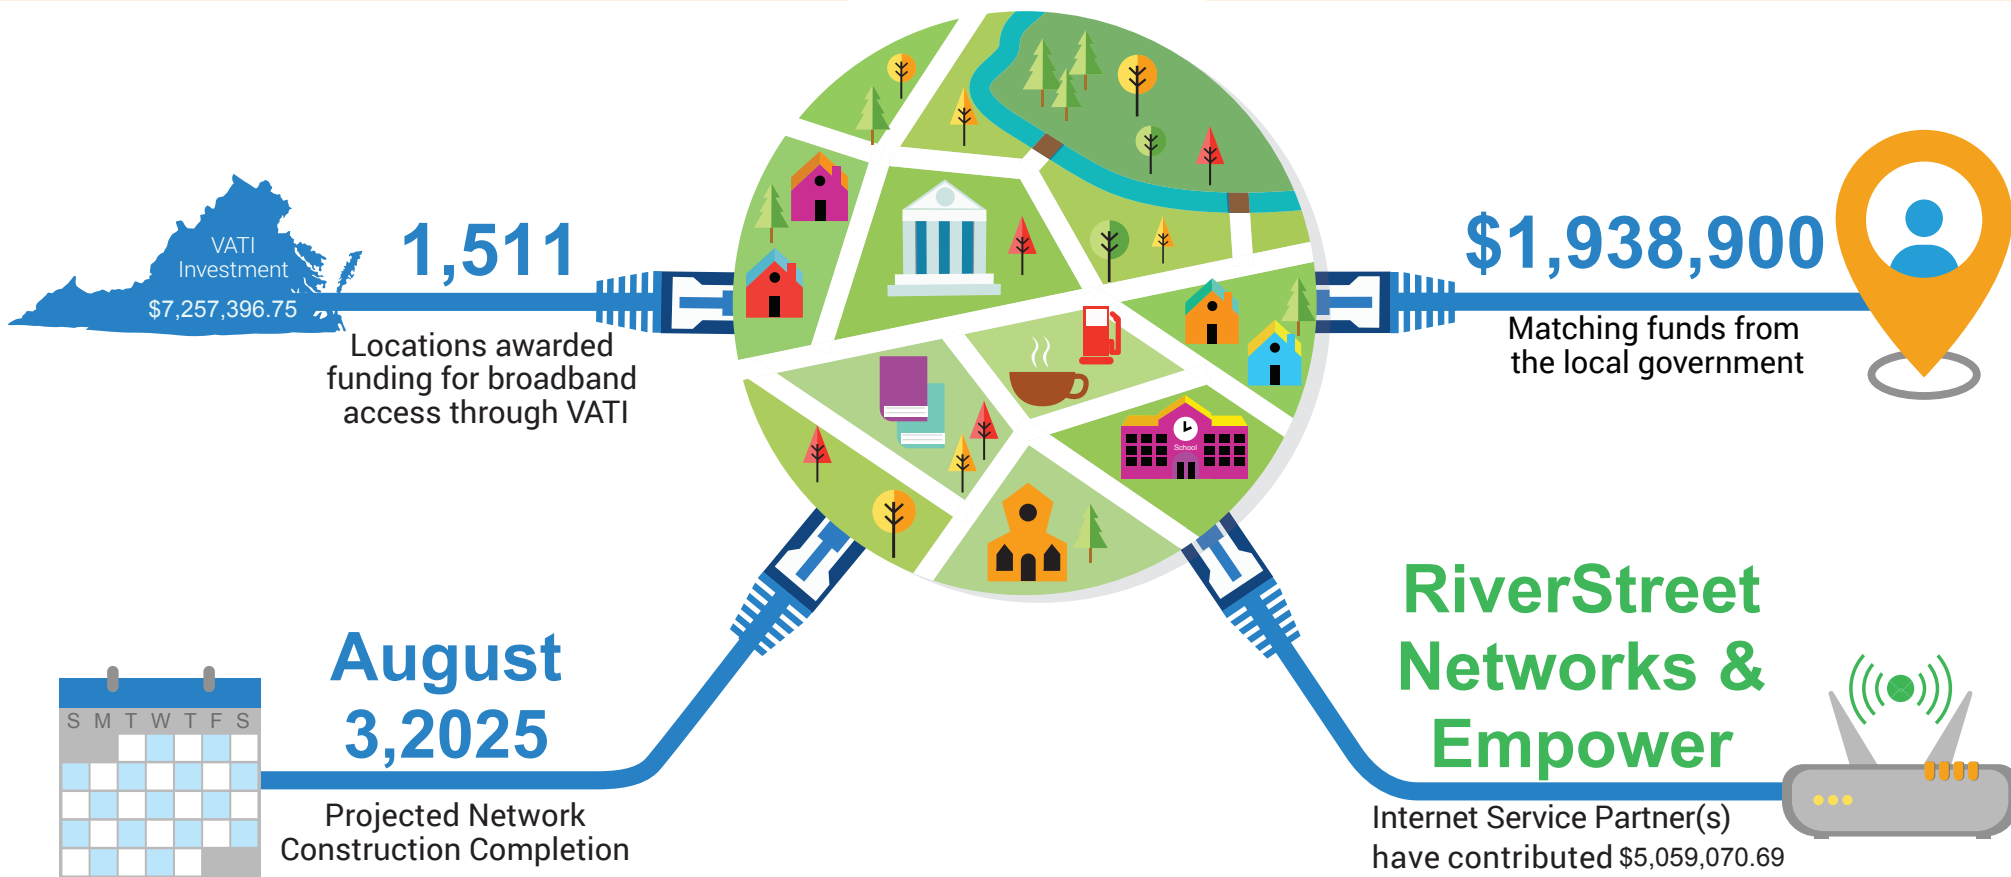 VATI
Investment
$7,257,396.75
1,511
Locations awarded
funding for broadband
access through VATI
$1,938,900
Matching funds from
the local government
School
August
3,2025
Projected Network
Construction Completion
S M T W T F S
RiverStreet
Networks &
Empower
Internet Service Partner(s)
have contributed $5,059,070.69